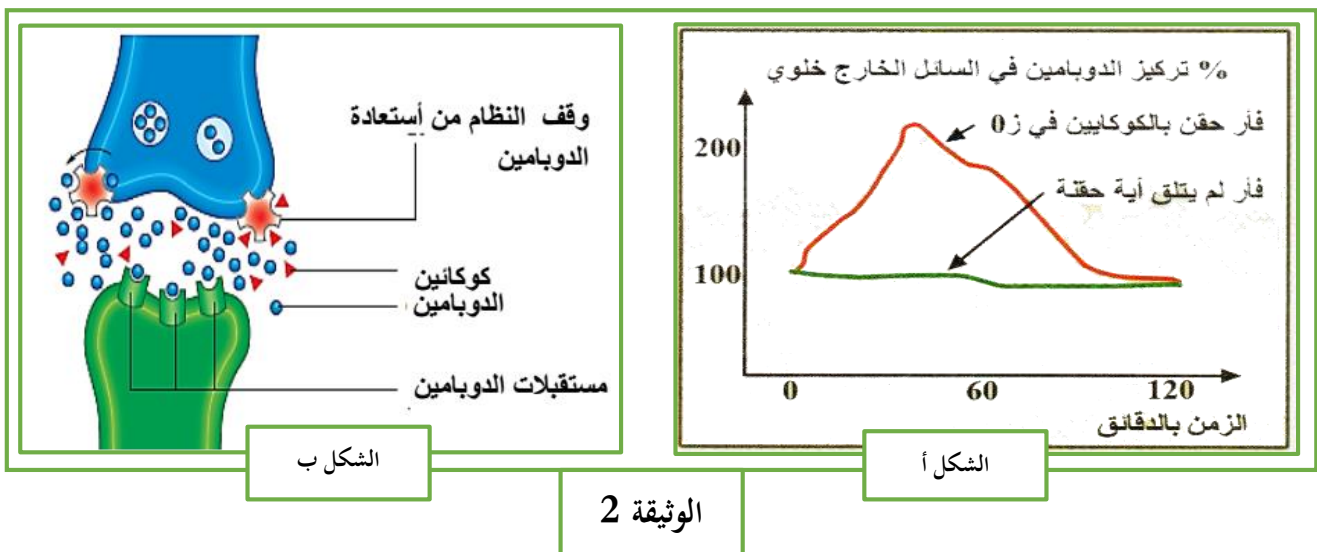 % تركيز الدوبامين في السائل الخارج خلوي
فأر حقن بالكوكايين في ز0
فأر لم يتلق أية حقنة
200
100
0
60
120
الزمن بالدقائق
الشكل أ
وقف النظام من أستعادة
الدوبامين
كوكائين
الدوبامين
مستقبلات الدوبامين
الشكل ب
الوثيقة 2